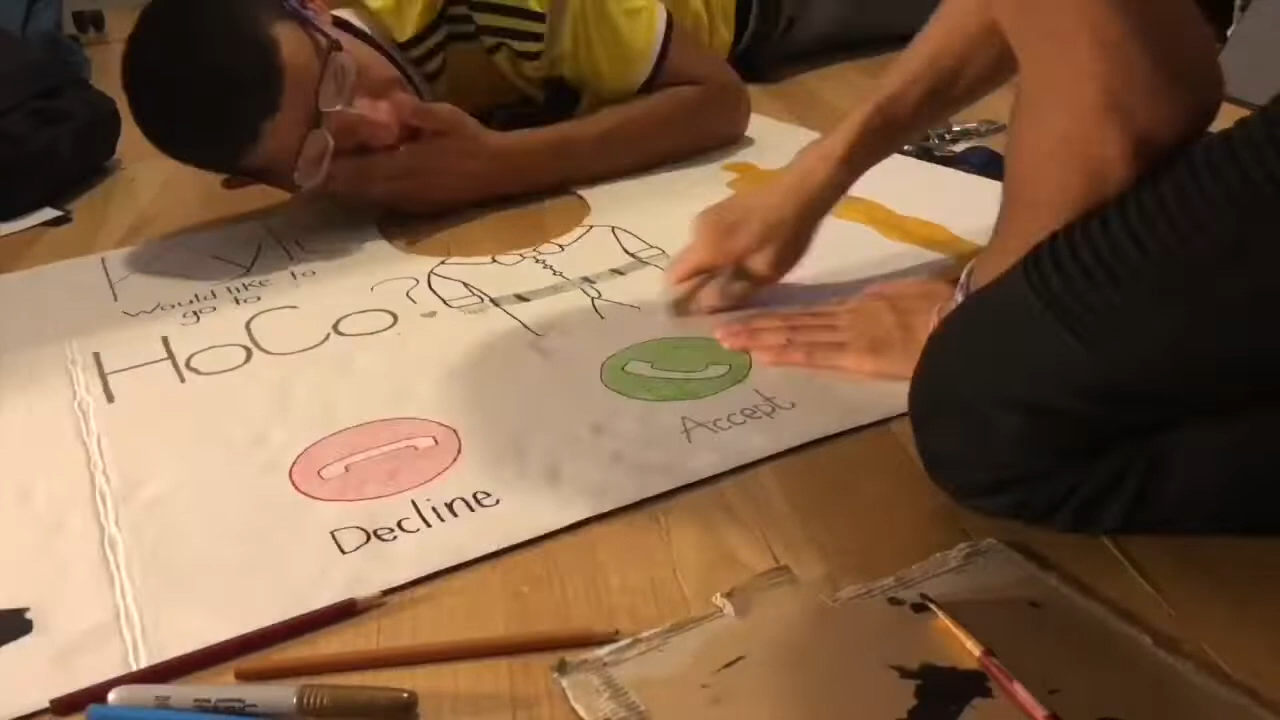 would like to
go to
HoCo?
Accept
Decline